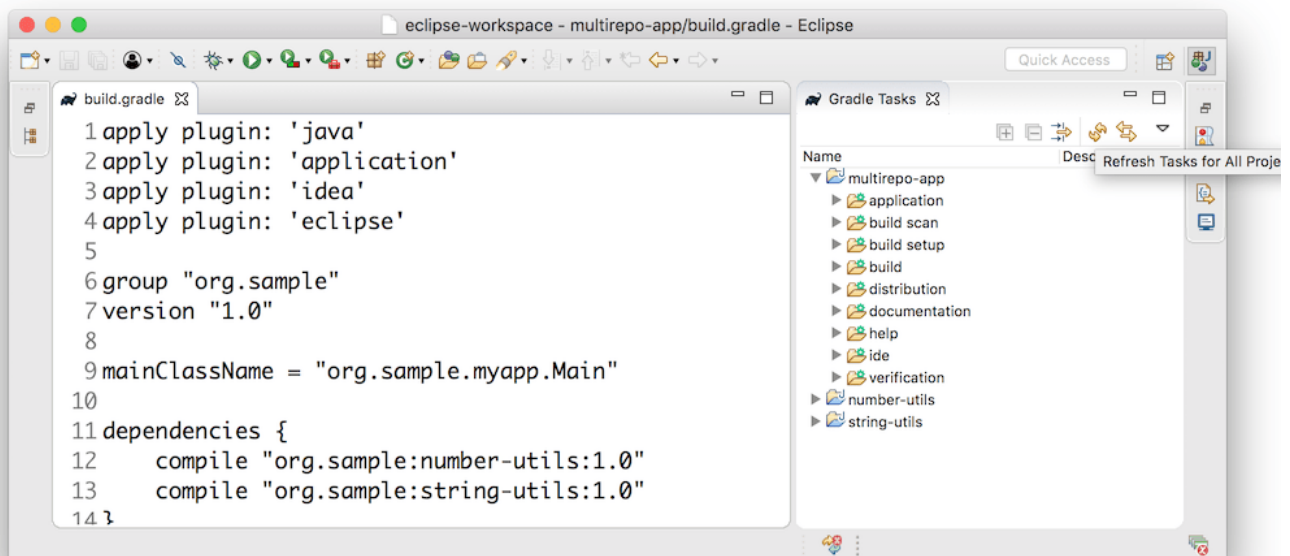 eclipse-workspace - multirepo-app/build.gradle - Eclipse
Quick Access
build.gradle
1 apply plugin: 'java'
2 apply plugin: 'application'
3 apply plugin: 'idea'
4 apply plugin: 'eclipse'
5
6 group "org.sample"
7 version "1.0"
8
9 mainClassName = "org.sample.myapp.Main"
10
11 dependencies {
12     compile "org.sample:number-utils:1.0"
13     compile "org.sample:string-utils:1.0"
14 }
Gradle Tasks
Name Desc
Refresh Tasks for All Proje
multirepo-app
application
build scan
build setup
build
distribution
documentation
help
ide
verification
number-utils
string-utils